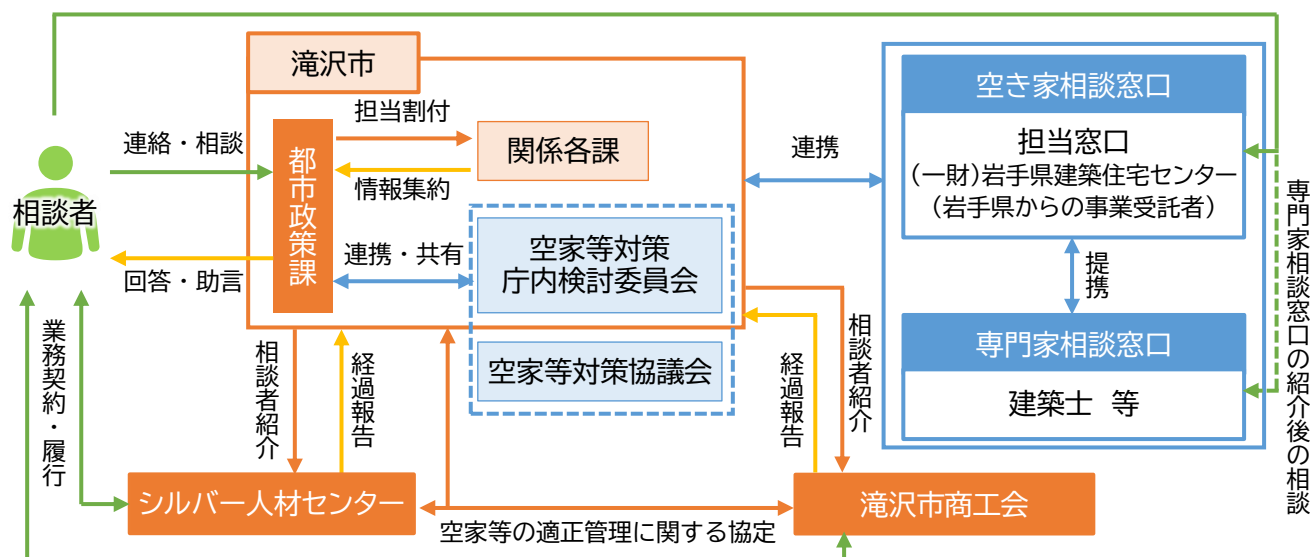 滝沢市
担当割付
連絡・相談
都市政策課
関係各課
情報集約
相談者
連携・共有
回答・助言
空家等対策
庁内検討委員会
空家等対策協議会
連携
空き家相談窓口
担当窓口
(一財)岩手県建築住宅センター
(岩手県からの事業受託者)
提携
専門家相談窓口
建築士 等
専門家相談窓口の紹介後の相談
業務契約・履行
相談者紹介
経過報告
経過報告
相談者紹介
シルバー人材センター
空家等の適正管理に関する協定
滝沢市商工会